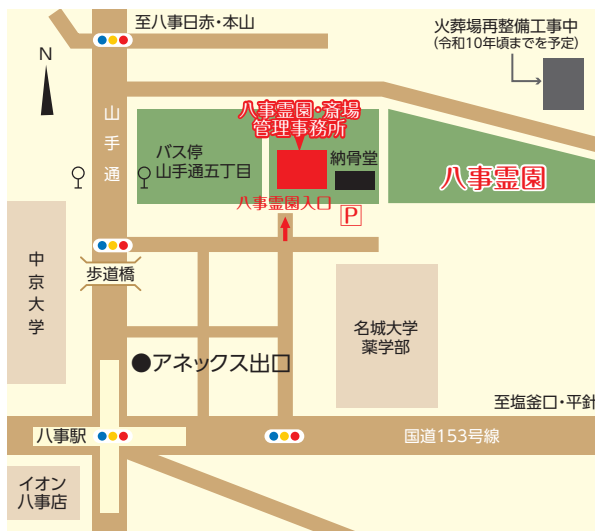 至八事日赤・本山
火葬場再整備工事中
(令和10年頃までを予定)
N
山手通
八事霊園・斎場
管理事務所
バス停
山手通五丁目
納骨堂
八事霊園
八事霊園入口
P
中京大学
歩道橋
名城大学
薬学部
●アネックス出口
至塩釜口・平針
八事駅
国道153号線
イオン
八事店